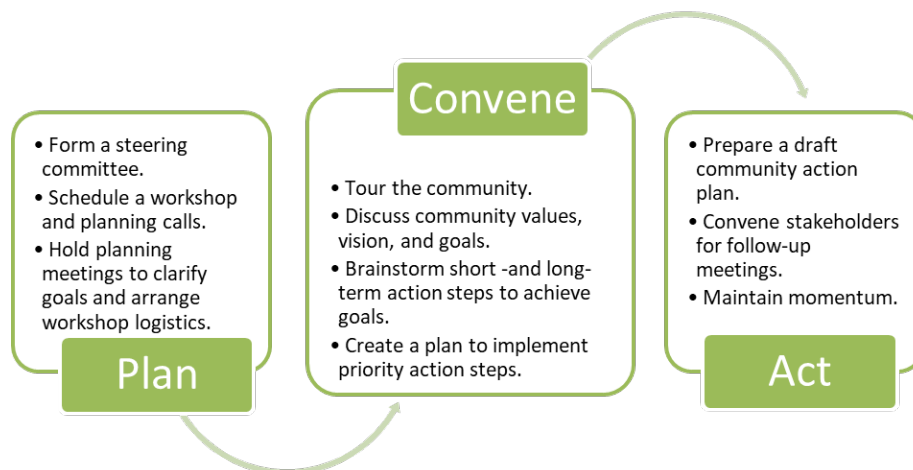 • Form a steering
committee.
• Schedule a workshop
and planning calls.
• Hold planning
meetings to clarify
goals and arrange
workshop logistics.
Plan
Convene
• Tour the community.
• Discuss community values,
vision, and goals.
• Brainstorm short -and long-
term action steps to achieve
goals.
• Create a plan to implement
priority action steps.
• Prepare a draft
community action
plan.
• Convene stakeholders
for follow-up
meetings.
• Maintain momentum.
Act